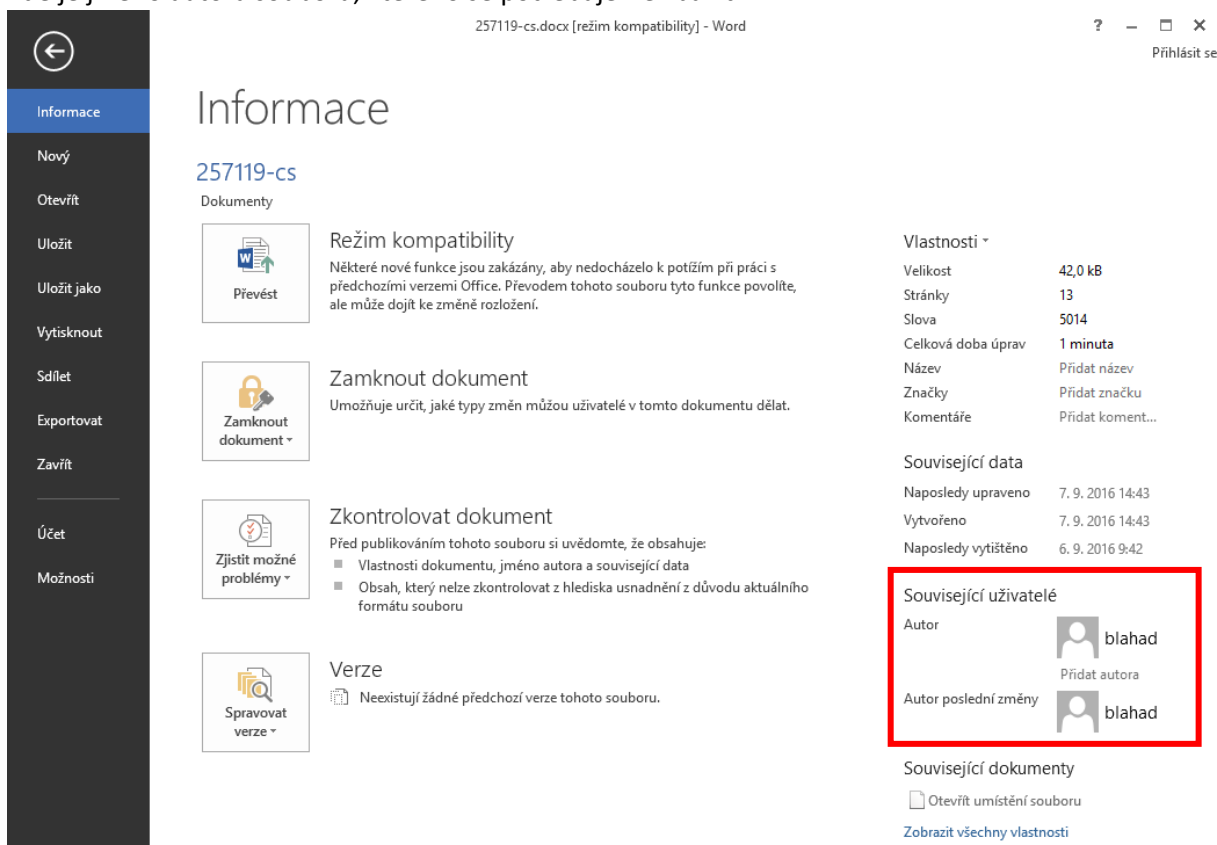 257119-cs.docx [režim kompatibility] - Word
?
Přihlásit se
Informace
Nový
Otevřít
Uložit
Uložit jako
Vytisknout
Sdílet
Exportovat
Zavřít
Účet
Možnosti
Informace
257119-cs
Dokumenty
Převést
Režim kompatibility
Některé nové funkce jsou zakázány, aby nedocházelo k potížím při práci s
předchozími verzemi Office. Převodem tohoto souboru tyto funkce povolíte,
ale může dojít ke změně rozložení.
Zamknout
dokument
Zamknout dokument
Umožňuje určit, jaké typy změn můžou uživatelé v tomto dokumentu dělat.
Zjistit možné
problémy
Zkontrolovat dokument
Před publikováním tohoto souboru si uvědomte, že obsahuje:
Vlastnosti dokumentu, jméno autora a související data
Obsah, který nelze zkontrolovat z hlediska usnadnění z důvodu aktuálního
formátu souboru
Spravovat
verze
Verze
Neexistují žádné předchozí verze tohoto souboru.
Vlastnosti
Velikost 42,0 kB
Stránky 13
Slova 5014
Celková doba úprav 1 minuta
Název Přidat název
Značky Přidat značku
Komentáře Přidat koment...
Související data
Naposledy upraveno 7. 9. 2016 14:43
Vytvořeno 7. 9. 2016 14:43
Naposledy vytištěno 6. 9. 2016 9:42
Související uživatelé
Autor blahad
Přidat autora
Autor poslední změny blahad
Související dokumenty
Otevřít umístění souboru
Zobrazit všechny vlastnosti